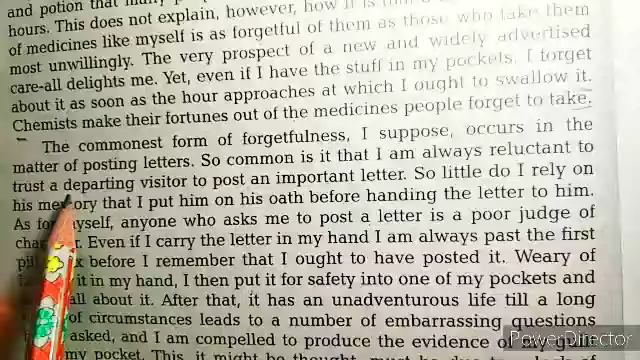 and potion that many
hours. This does not explain, however, how it is that
of medicines like myself is as forgetful of them as those who take them
most unwillingly. The very prospect of a new and widely advertised
care-all delights me. Yet, even if I have the stuff in my pockets, I forget
about it as soon as the hour approaches at which I ought to swallow it.
Chemists make their fortunes out of the medicines people forget to take.
The commonest form of forgetfulness, I suppose, occurs in the
matter of posting letters. So common is it that I am always reluctant to
trust a departing visitor to post an important letter. So little do I rely on
his memory that I put him on his oath before handing the letter to him.
As for myself, anyone who asks me to post a letter is a poor judge of
Even if I carry the letter in my hand I am always past the first
before I remember that I ought to have posted it. Weary of
it in my hand, I then put it for safety into one of my pockets and
all about it. After that, it has an unadventurous life till a long
of circumstances leads to a number of embarrassing questions
asked, and I am compelled to produce the evidence of my guilt
my pocket. This, it might be thought, must be due to
PowerDirector